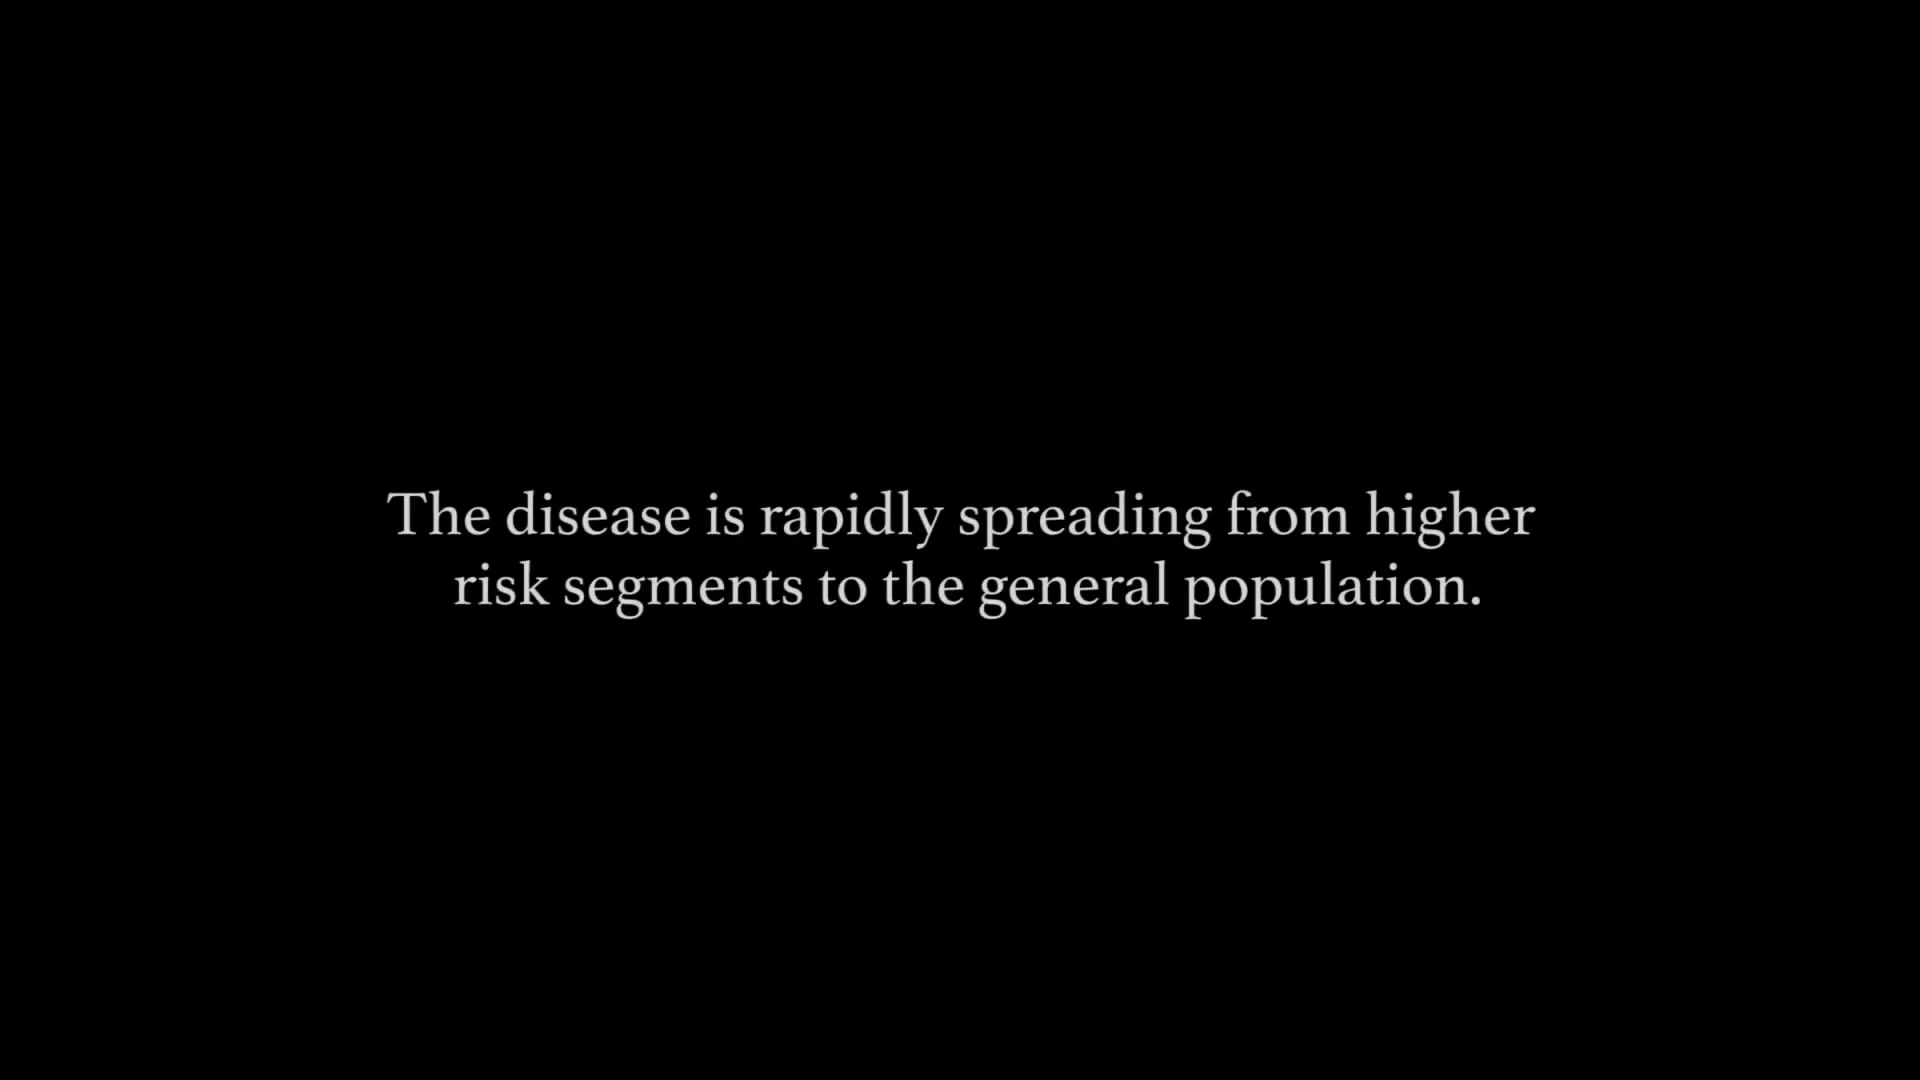 The disease is rapidly spreading from higher
risk segments to the general population.